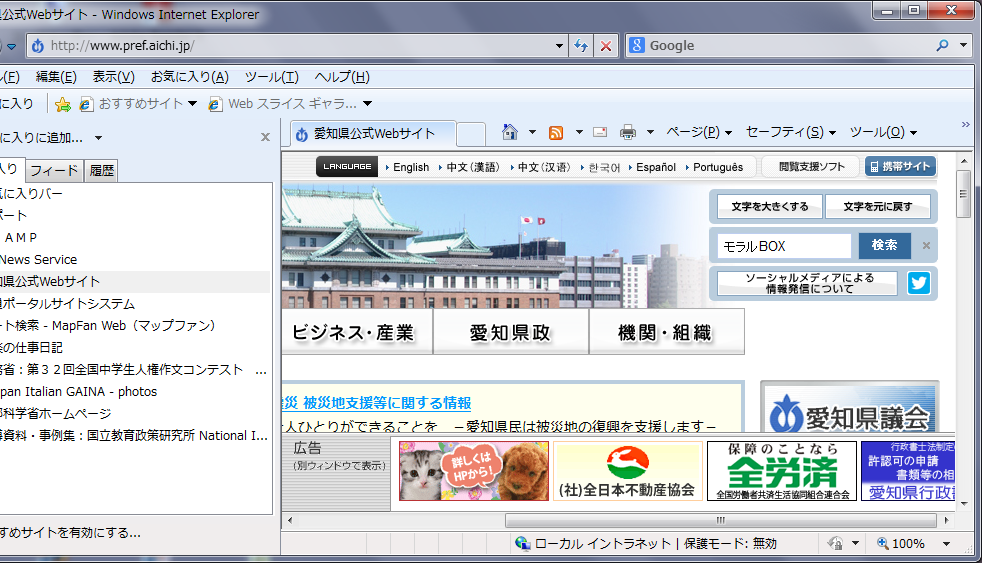 公式Webサイト - Windows Internet Explorer
http://www.pref.aichi.jp/
Google
(F) 編集(E) 表示(V) お気に入り(A) ツール(T) ヘルプ(H)
に入り おすすめサイト Web スライス ギャラ...
に入りに追加...
愛知県公式Webサイト
ページ(P) セーフティ(S) ツール(O)
入り フィード 履歴
気に入りバー
ポート
AMP
News Service
県公式Webサイト
ポータルサイトシステム
ート検索 - MapFan Web（マップファン）
の仕事日記
省：第３２回全国中学生人権作文コンテスト ...
pan Italian GAINA - photos
科学省ホームページ
資料・事例集：国立教育政策研究所 National I...
すめサイトを有効にする...
LANGUAGE English 中文(漢語) 中文(汉语) 한국어 Español Português 閲覧支援ソフト 携帯サイト
文字を大きくする 文字を元に戻す
モラルBOX 検索
ソーシャルメディアによる
情報発信について
ビジネス・産業 愛知県政 機関・組織
災 被災地支援等に関する情報
人ひとりができることを －愛知県民は被災地の復興を支援します－
愛知県議会
広告
(別ウィンドウで表示)
詳しくは
HPから!
(社)全日本不動産協会
保障のことなら
全労済
全国労働者共済生活協同組合連合会
行政書士法制定
許認可の申請
書類等の相
愛知県行政
ローカル イントラネット | 保護モード: 無効
100%